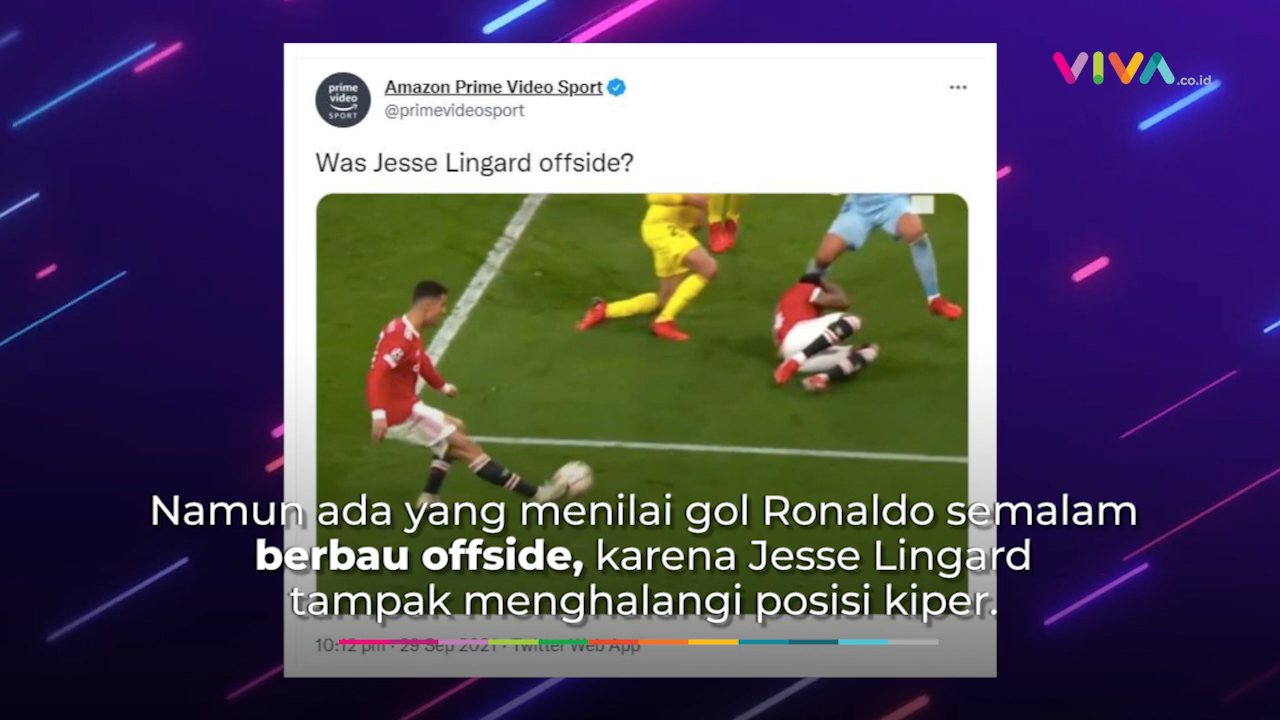 VIVA.co.id
prime
video
SPORT
Amazon Prime Video Sport
@primevideosport
Was Jesse Lingard offside?
Namun ada yang menilai gol Ronaldo semalam
berbau offside, karena Jesse Lingard
tampak menghalangi posisi kiper.
10:12 pm · 29 Sep 2021 · Twitter Web App